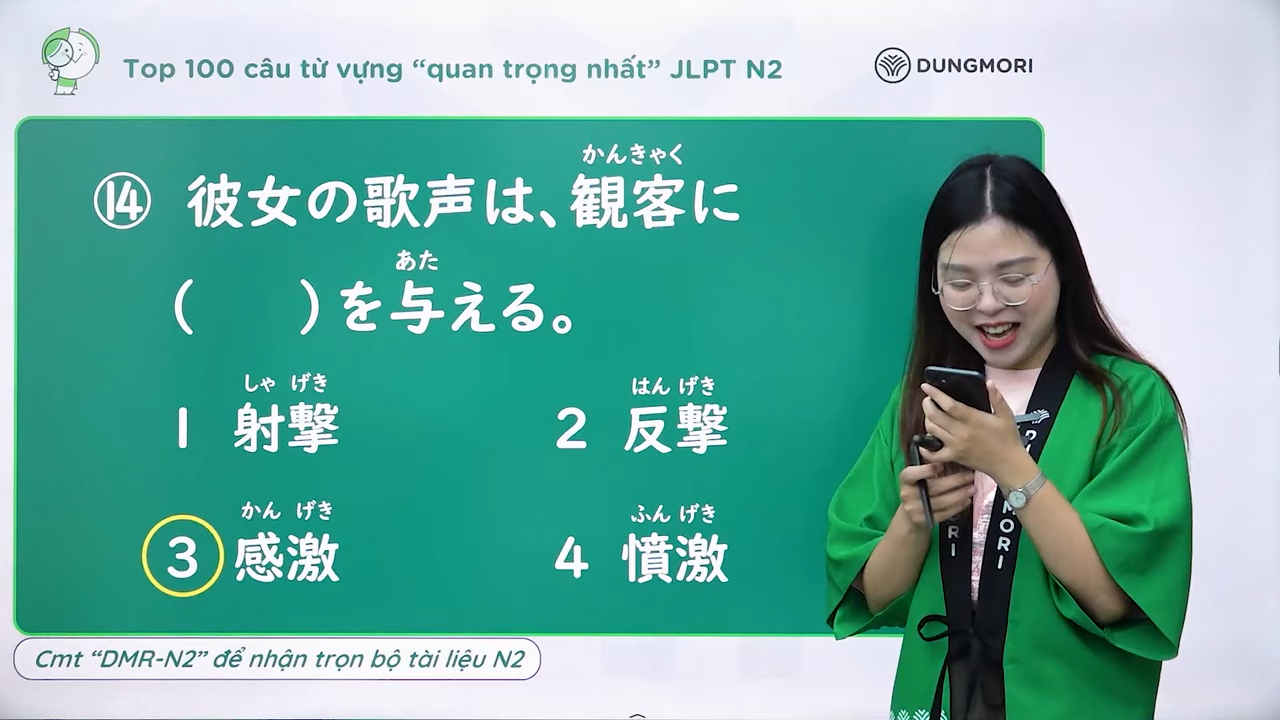 Top 100 câu từ vựng “quan trọng nhất” JLPT N2
DUNGMORI
かんきゃく
⑭ 彼女の歌声は、観客に
あた
( )を与える。
しゃ げき
1 射撃
はん げき
2 反撃
かん げき
3 感激
ふん げき
4 憤激
Cmt “DMR-N2” để nhận trọn bộ tài liệu N2
ORI
MORI